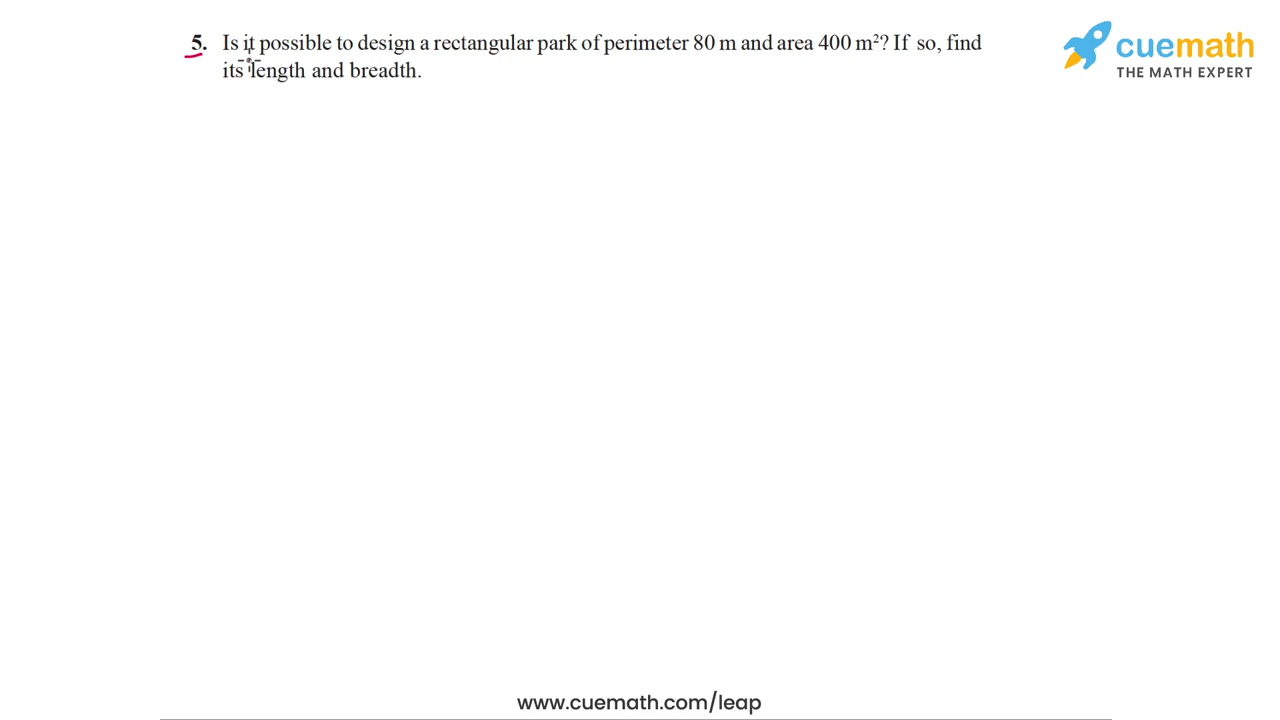 5. Is it possible to design a rectangular park of perimeter 80 m and area 400 m²? If so, find
its length and breadth.
cuemath
THE MATH EXPERT
www.cuemath.com/leap